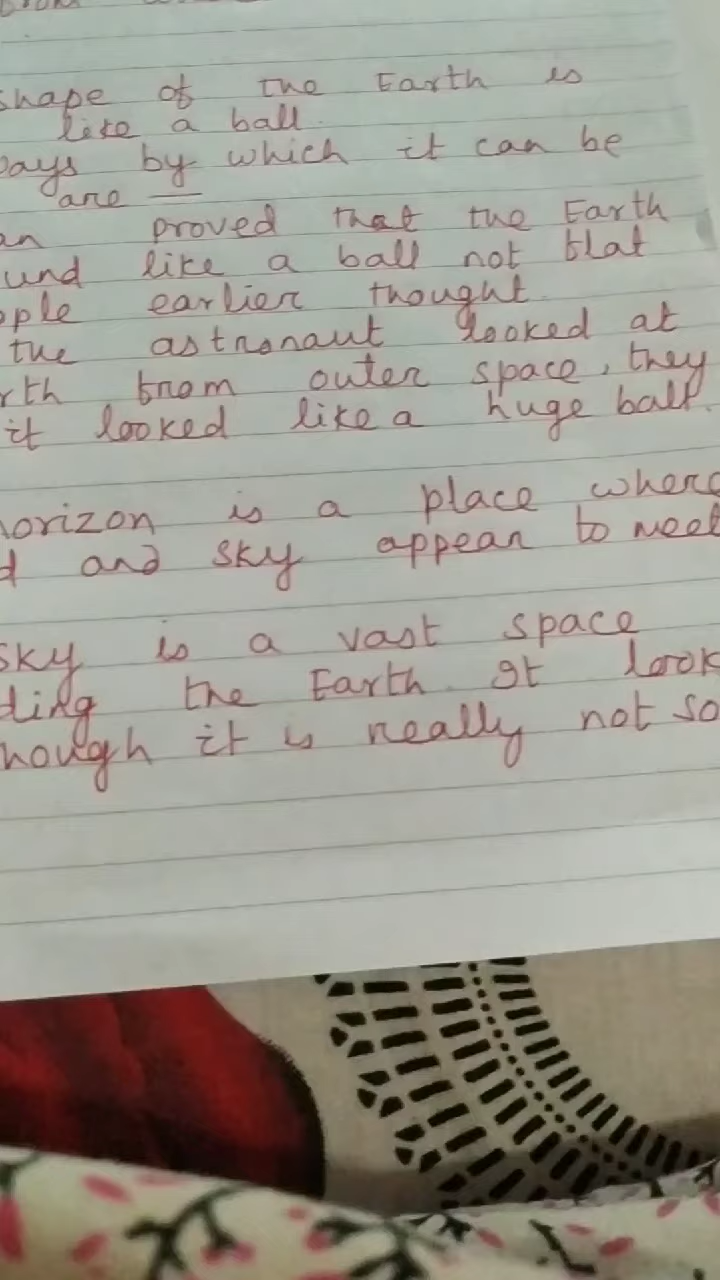 shape of the Earth is
like a ball.
ways by which it can be
are —
an proved that the Earth
und like a ball not flat
ople earlier thought.
the astronaut looked at
rth from outer space, they
it looked like a huge ball.
horizon is a place where
d and sky appear to meet
sky is a vast space
ding the Earth. It look
hough it is really not so